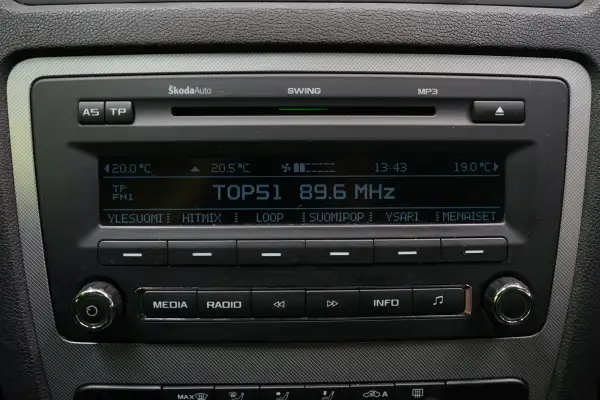 ŠkodaAuto SWING MP3
AS TP
20.0 °C 20.5°C 13:43 19.0°C
TP
FM1
TOP51 89.6 MHz
YLESUOMI HITMIX LOOP SUOMIPOP YSARI MENAISET
MEDIA RADIO INFO
MAX A